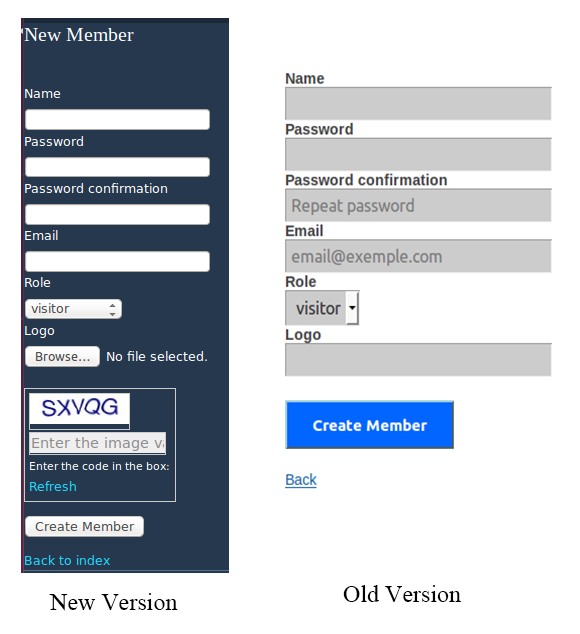 New Member
Name
Password
Password confirmation
Email
Role
visitor
Logo
Browse... No file selected.
SXVQG
Enter the image va
Enter the code in the box:
Refresh
Create Member
Back to index
New Version
Name
Password
Password confirmation
Repeat password
Email
email@exemple.com
Role
visitor
Logo
Create Member
Back
Old Version